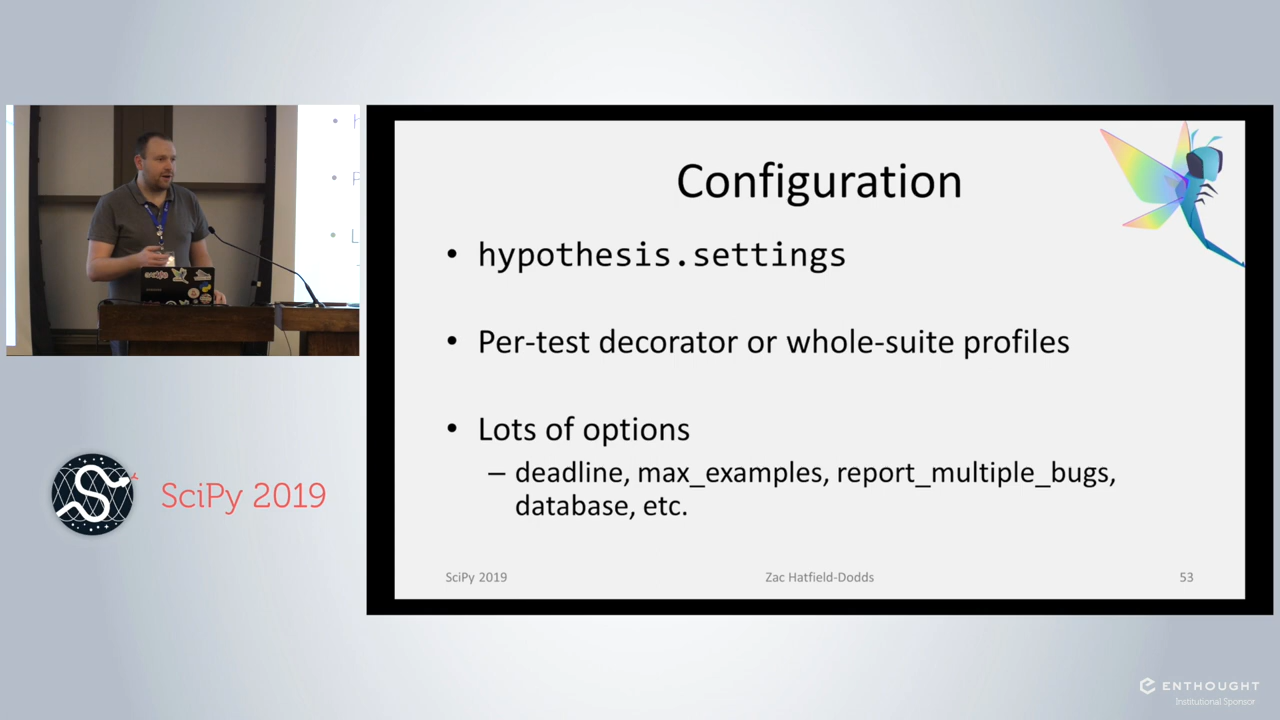 Configuration
• hypothesis.settings
• Per-test decorator or whole-suite profiles
• Lots of options
– deadline, max_examples, report_multiple_bugs,
database, etc.
SciPy 2019 Zac Hatfield-Dodds 53
SciPy 2019
ENTHOUGHT
Institutional Sponsor